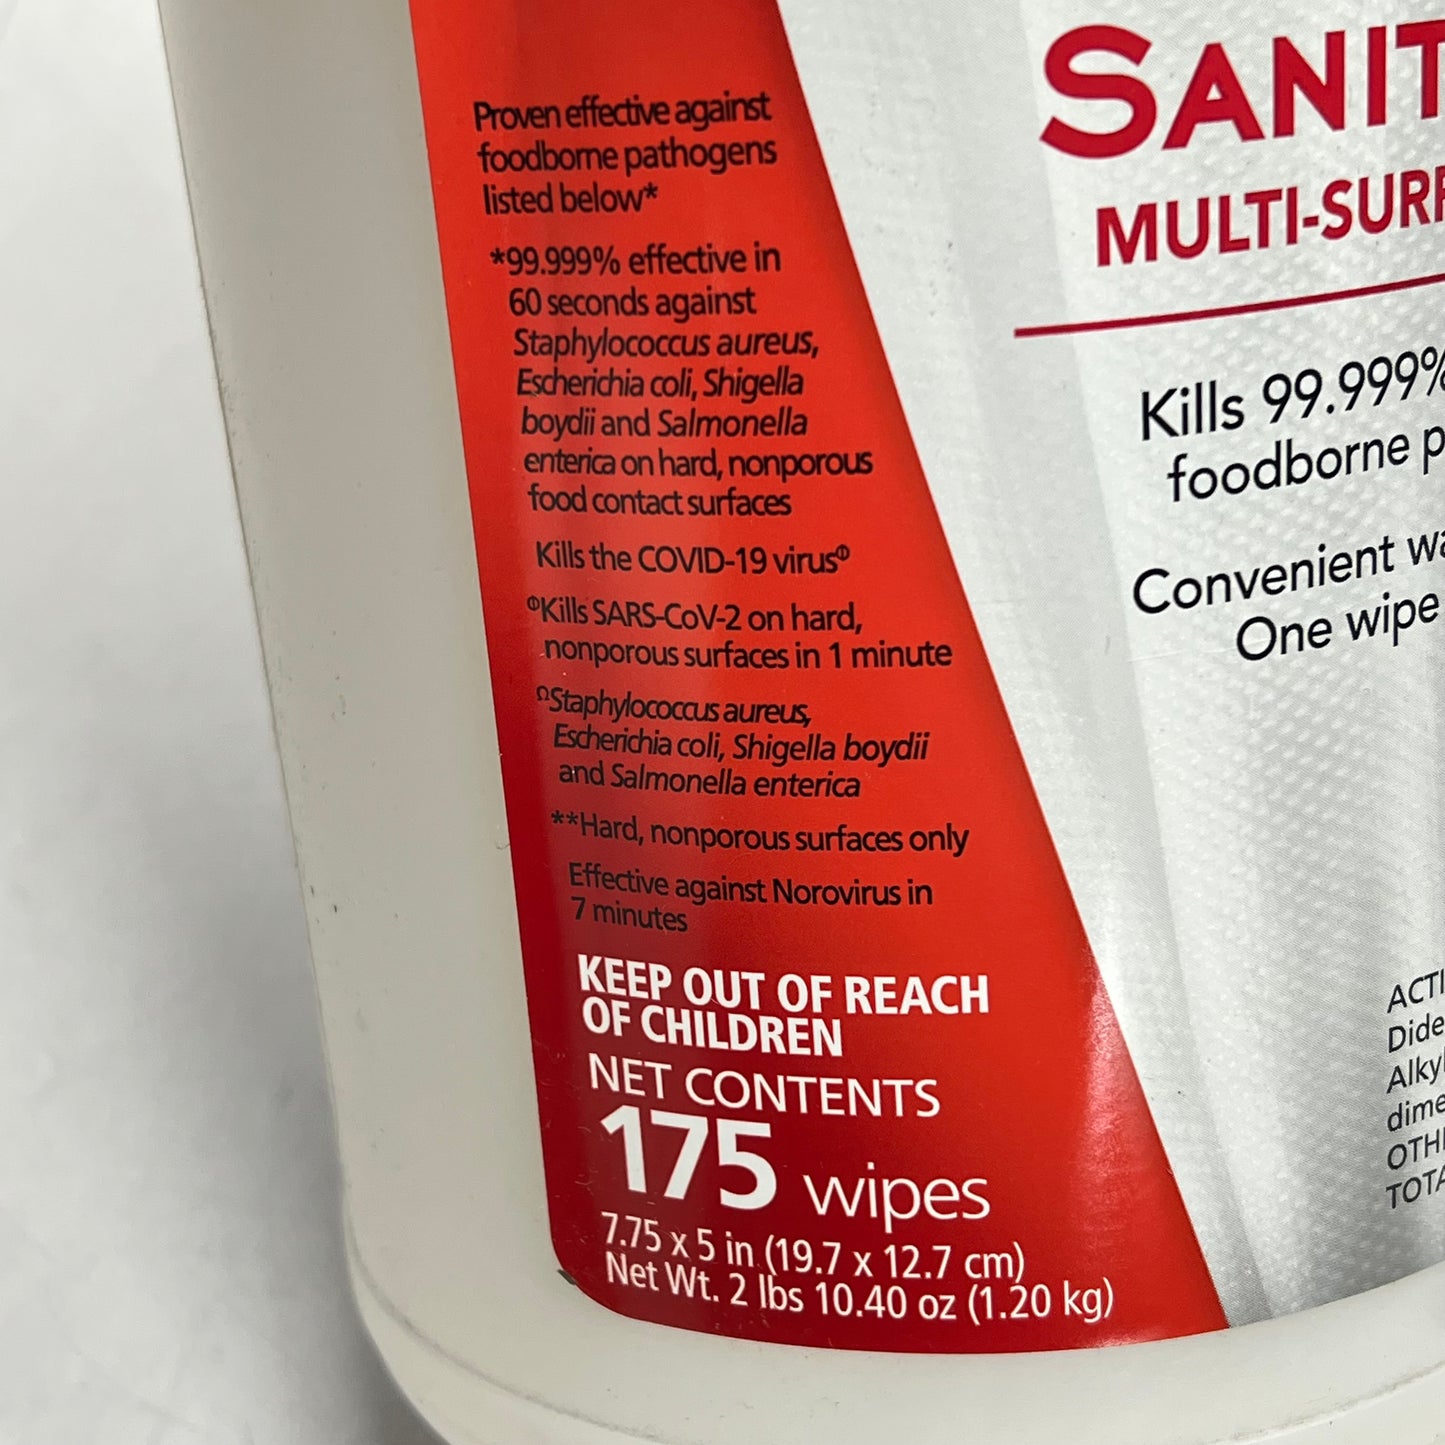 Proven effective against
foodborne pathogens
listed below*
*99.999% effective in
60 seconds against
Staphylococcus aureus,
Escherichia coli, Shigella
boydii and Salmonella
enterica on hard, nonporous
food contact surfaces
Kills the COVID-19 virusⶲ
ⶲKills SARS-CoV-2 on hard,
nonporous surfaces in 1 minute
ΩStaphylococcus aureus,
Escherichia coli, Shigella boydii
and Salmonella enterica
**Hard, nonporous surfaces only
Effective against Norovirus in
7 minutes
KEEP OUT OF REACH
OF CHILDREN
NET CONTENTS
175 wipes
7.75 x 5 in (19.7 x 12.7 cm)
Net Wt. 2 lbs 10.40 oz (1.20 kg)
SANIT
MULTI-SURF
Kills 99.999%
foodborne p
Convenient wa
One wipe
ACTI
Dide
Alkyl
dime
OTH
TOTA